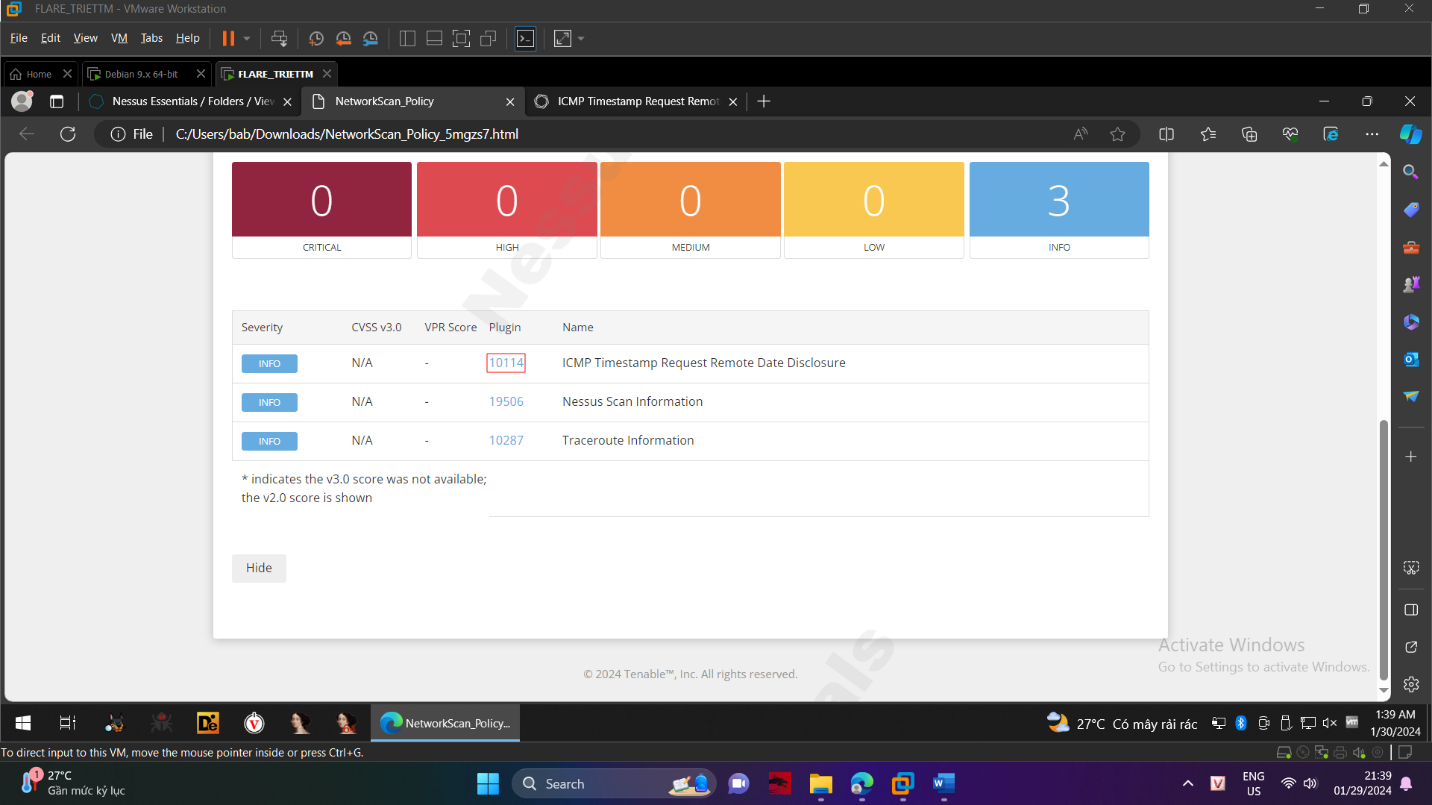 FLARE_TRIETTM - VMware Workstation
File Edit View VM Tabs Help
Home Debian 9.x 64-bit FLARE_TRIETTM
Nessus Essentials / Folders / View NetworkScan_Policy ICMP Timestamp Request Remot
File C:/Users/bab/Downloads/NetworkScan_Policy_5mgzs7.html
0 0 0 0 3
CRITICAL HIGH MEDIUM LOW INFO
Nessu
Severity CVSS v3.0 VPR Score Plugin Name
INFO N/A - 10114 ICMP Timestamp Request Remote Date Disclosure
INFO N/A - 19506 Nessus Scan Information
INFO N/A - 10287 Traceroute Information
* indicates the v3.0 score was not available;
the v2.0 score is shown
Hide
als
Activate Windows
Go to Settings to activate Windows.
© 2024 Tenable™, Inc. All rights reserved.
NetworkScan_Policy... 27°C Có mây rải rác 1:39 AM
1/30/2024
To direct input to this VM, move the mouse pointer inside or press Ctrl+G.
1 27°C
Gần mức kỷ lục
Search
ENG
US
21:39
01/29/2024